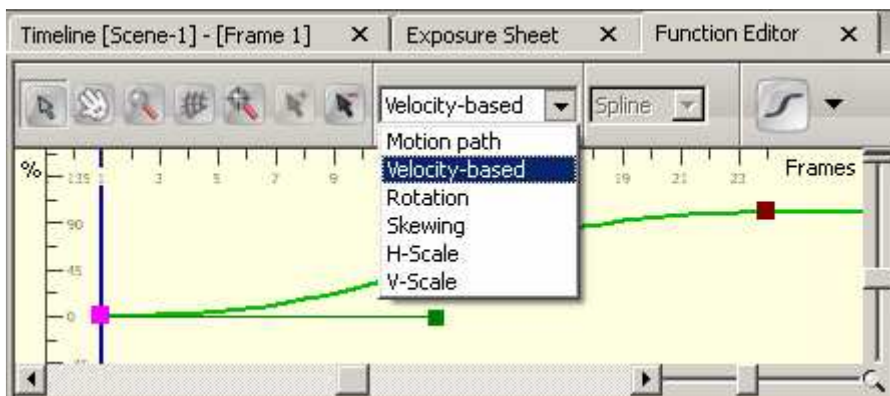 Timeline [Scene-1] - [Frame 1] Exposure Sheet Function Editor
Velocity-based Spline
Motion path
Velocity-based
Rotation
Skewing
H-Scale
V-Scale
% 135 1 3 5 7 9 19 21 23 Frames
90
45
0